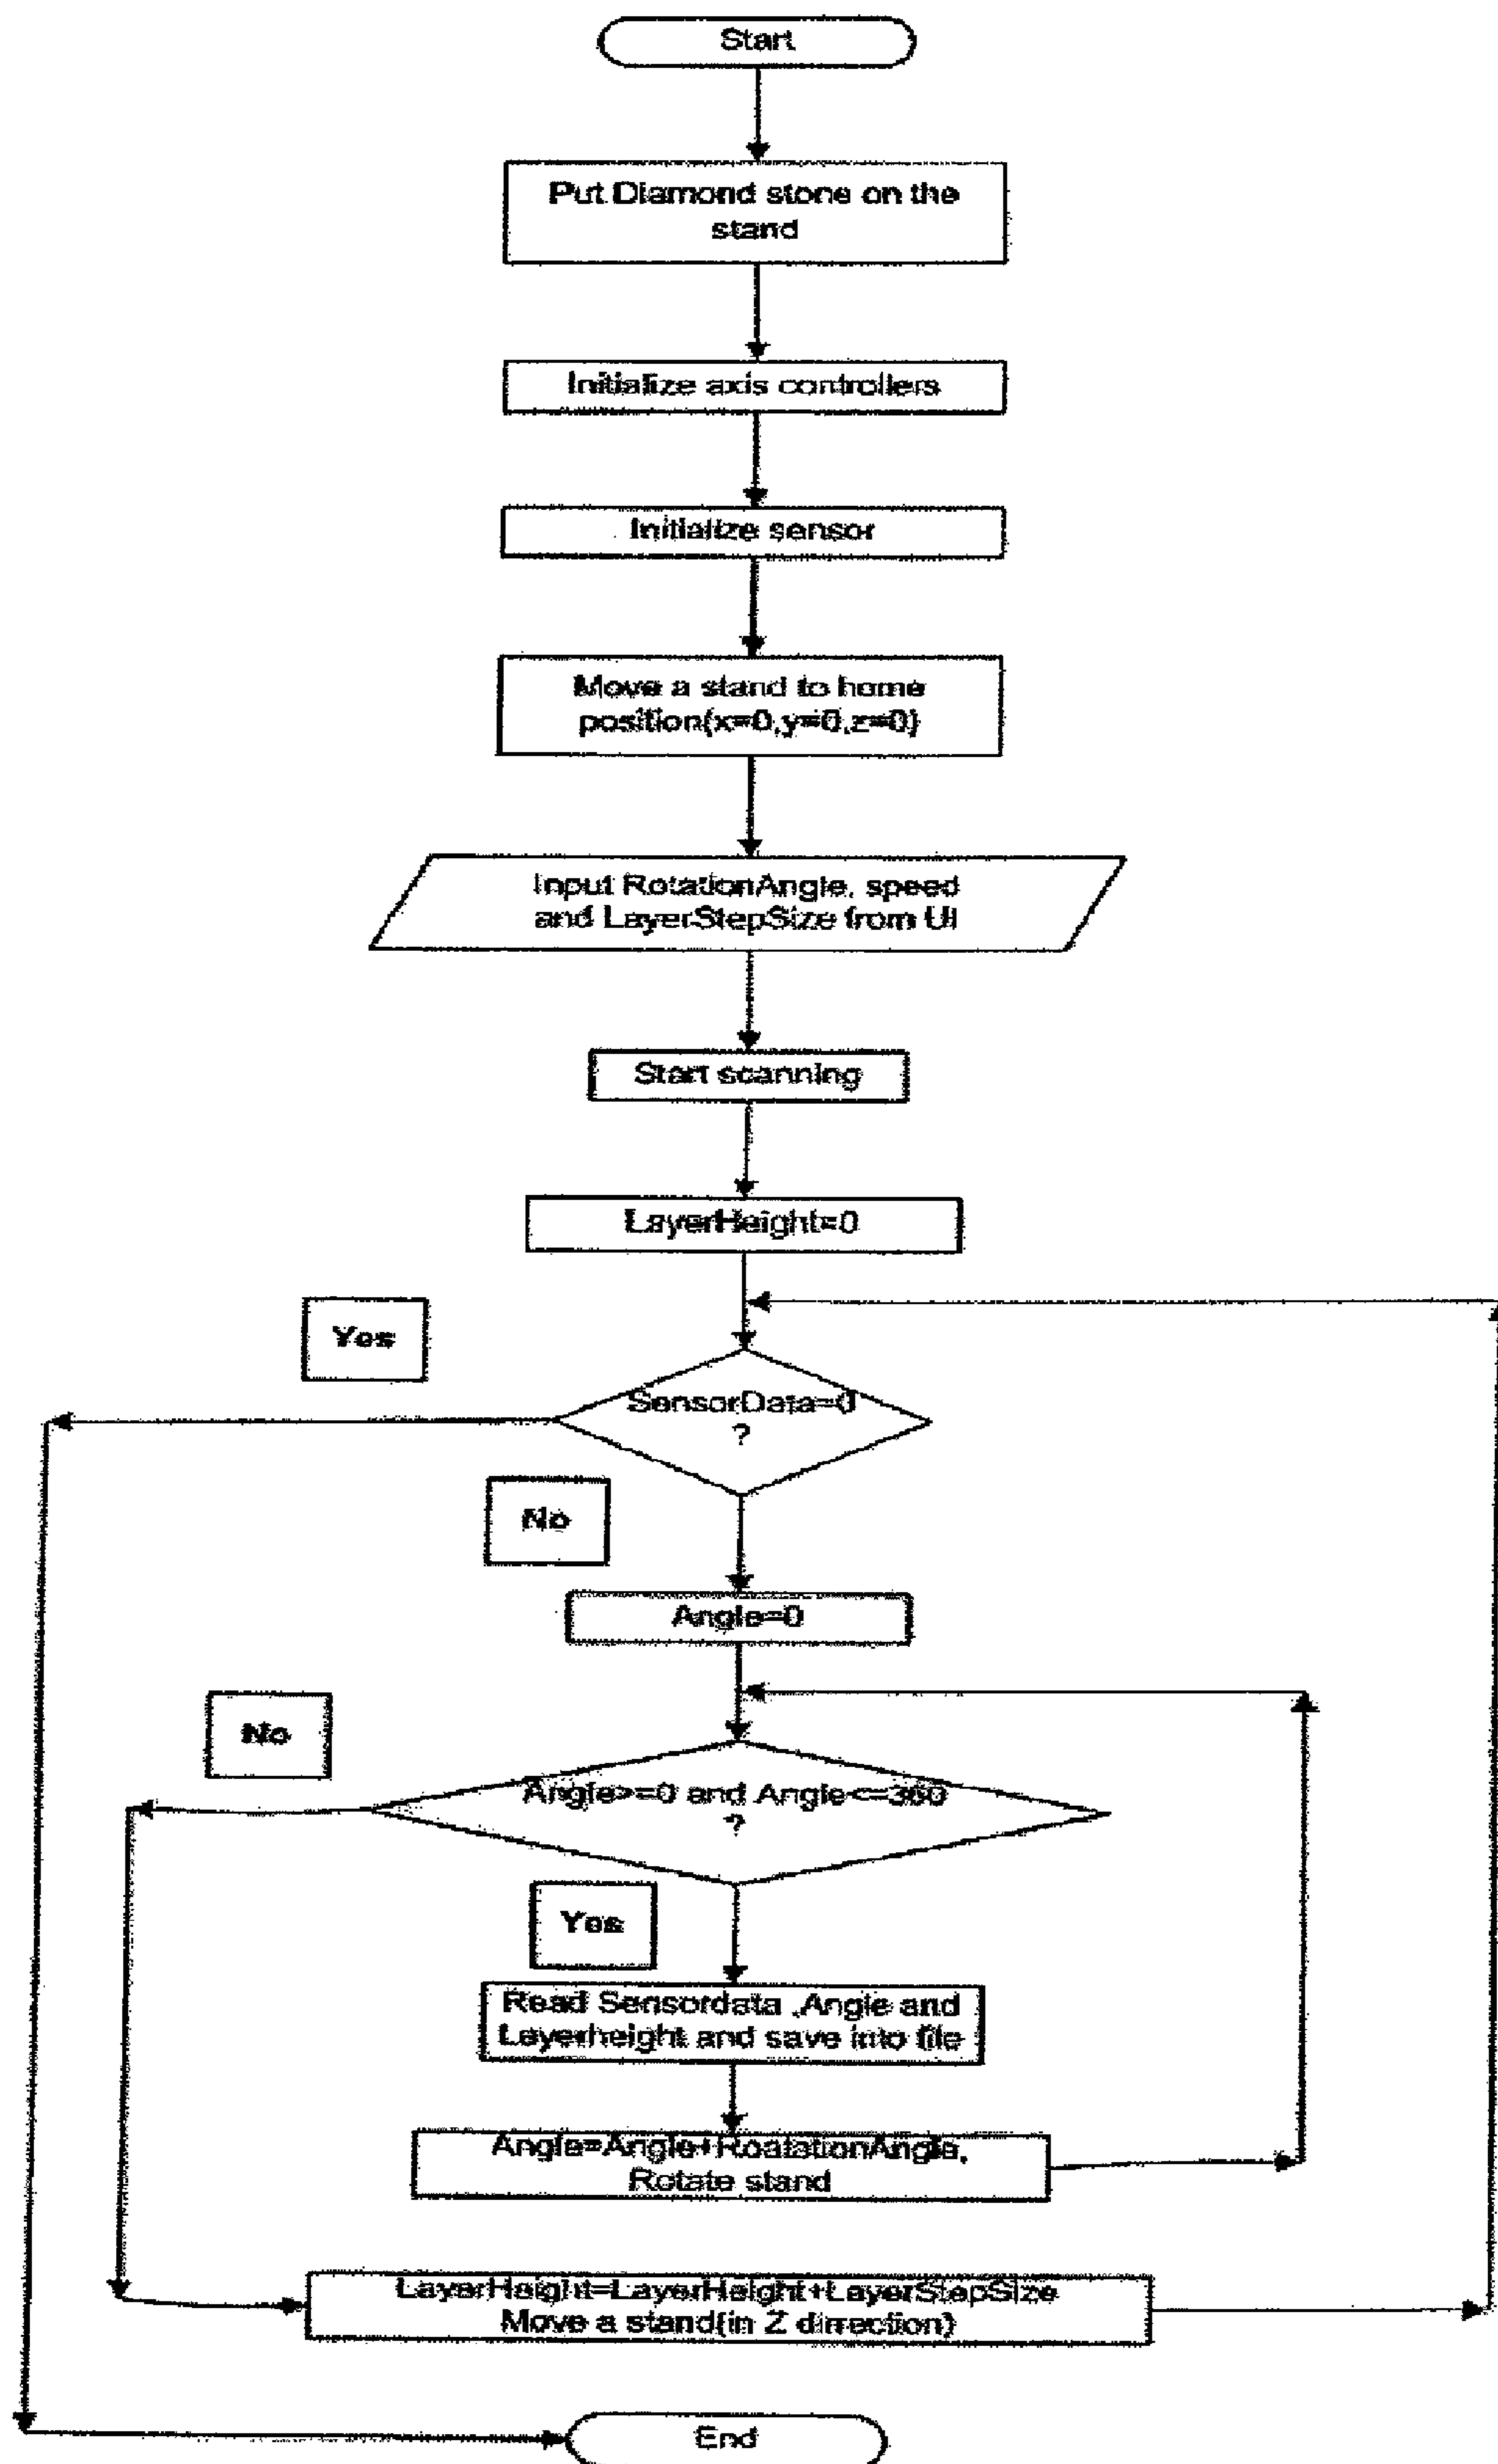 Start
Put Diamond stone on the
stand
Initialize axis controllers
Initialize sensor
Move a stand to home
position(x=0,y=0,z=0)
Input RotationAngle, speed
and LayerStepSize from UI
Start scanning
LayerHeight=0
Yes
SensorData=0
?
No
Angle=0
No
Angle>=0 and Angle<=360
?
Yes
Read Sensordata ,Angle and
Layerheight and save into file
Angle=Angle+RoatationAngle,
Rotate stand
LayerHeight=LayerHeight+LayerStepSize
Move a stand(in Z dirrection)
End